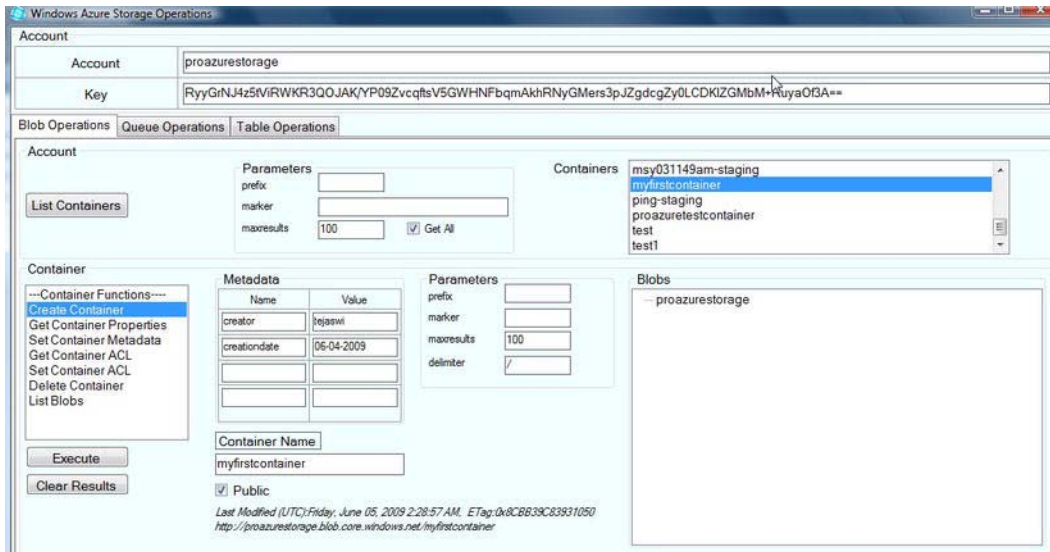 Windows Azure Storage Operations
Account
Account proazurestorage
Key
Blob Operations Queue Operations Table Operations
Account
List Containers
Parameters
prefix
marker
maxresults 100 Get All
Containers
msy031149am-staging
myfirstcontainer
ping-staging
proazuretestcontainer
test
test1
Container
---Container Functions----
Create Container
Get Container Properties
Set Container Metadata
Get Container ACL
Set Container ACL
Delete Container
List Blobs
Execute
Clear Results
Metadata
Name Value
creator tejaswi
creationdate 06-04-2009
Container Name
myfirstcontainer
Public
Last Modified (UTC):Friday, June 05, 2009 2:28:57 AM, ETag:0x8CBB39C83931050
http://proazurestorage.blob.core.windows.net/myfirstcontainer
Parameters
prefix
marker
maxresults 100
delimiter /
Blobs
proazurestorage